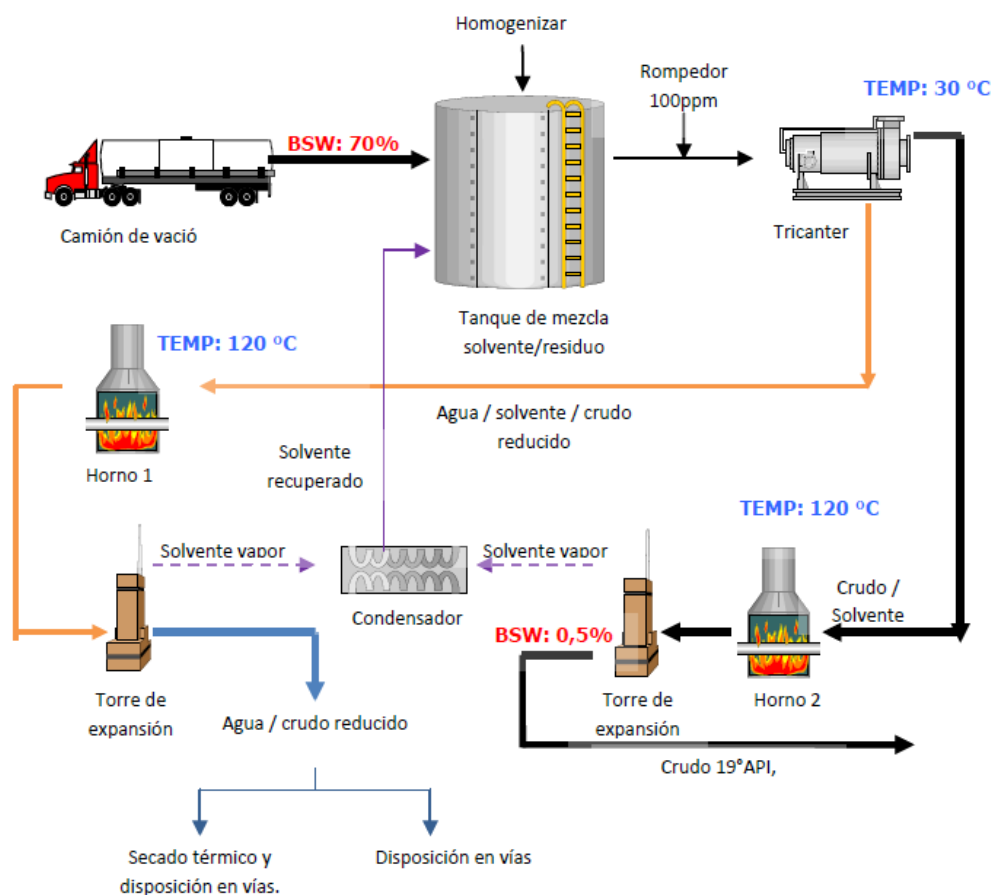 Homogenizar
Rompedor
100ppm
TEMP: 30 ºC
BSW: 70%
Camión de vació
Tricanter
Tanque de mezcla
solvente/residuo
TEMP: 120 ºC
Agua / solvente / crudo
reducido
Horno 1
Solvente
recuperado
TEMP: 120 ºC
Solvente vapor
Solvente vapor
Condensador
Crudo /
Solvente
BSW: 0,5%
Torre de
expansión
Agua / crudo reducido
Torre de
expansión
Horno 2
Crudo 19°API,
Secado térmico y
disposición en vías.
Disposición en vías